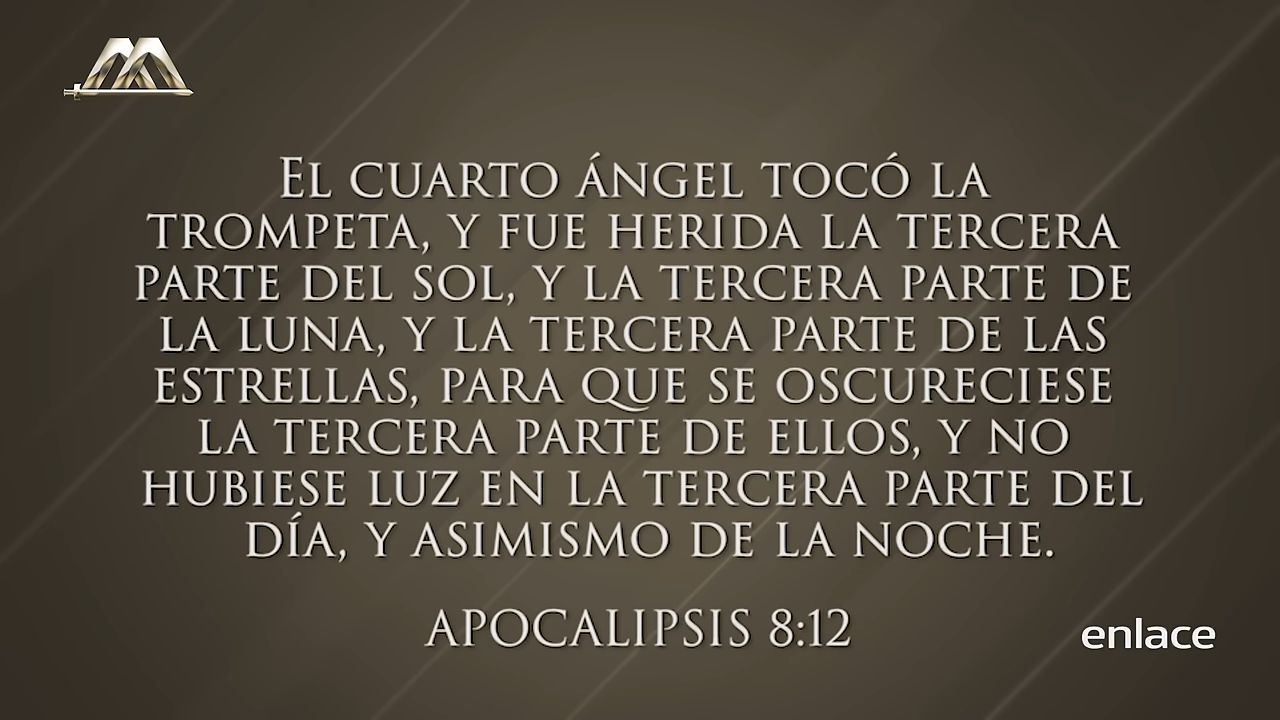 El cuarto ángel tocó la
trompeta, y fue herida la tercera
parte del sol, y la tercera parte de
la luna, y la tercera parte de las
estrellas, para que se oscureciese
la tercera parte de ellos, y no
hubiese luz en la tercera parte del
día, y asimismo de la noche.
Apocalipsis 8:12
enlace